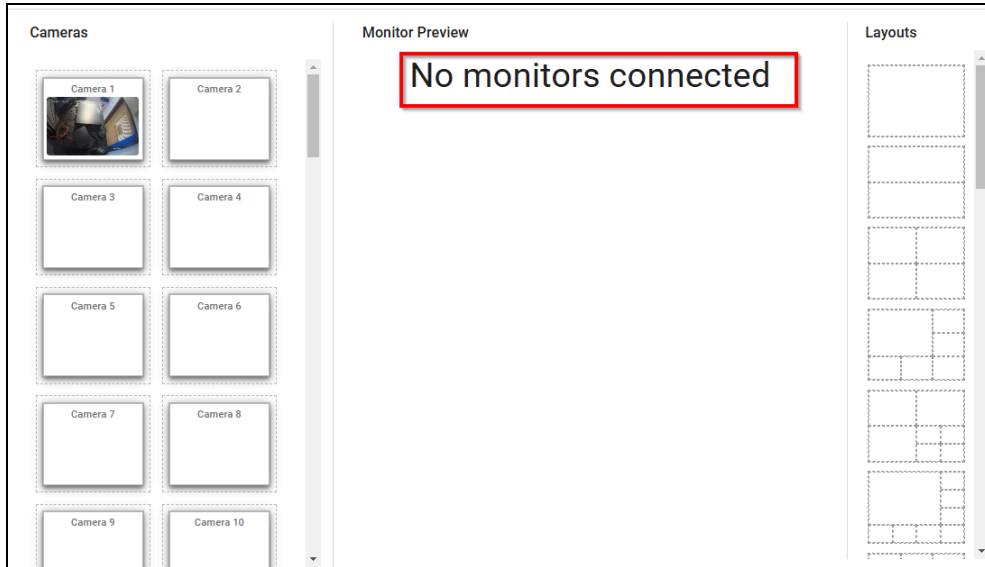 Cameras
Monitor Preview
Layouts
No monitors connected
Camera 1
Camera 2
Camera 3
Camera 4
Camera 5
Camera 6
Camera 7
Camera 8
Camera 9
Camera 10